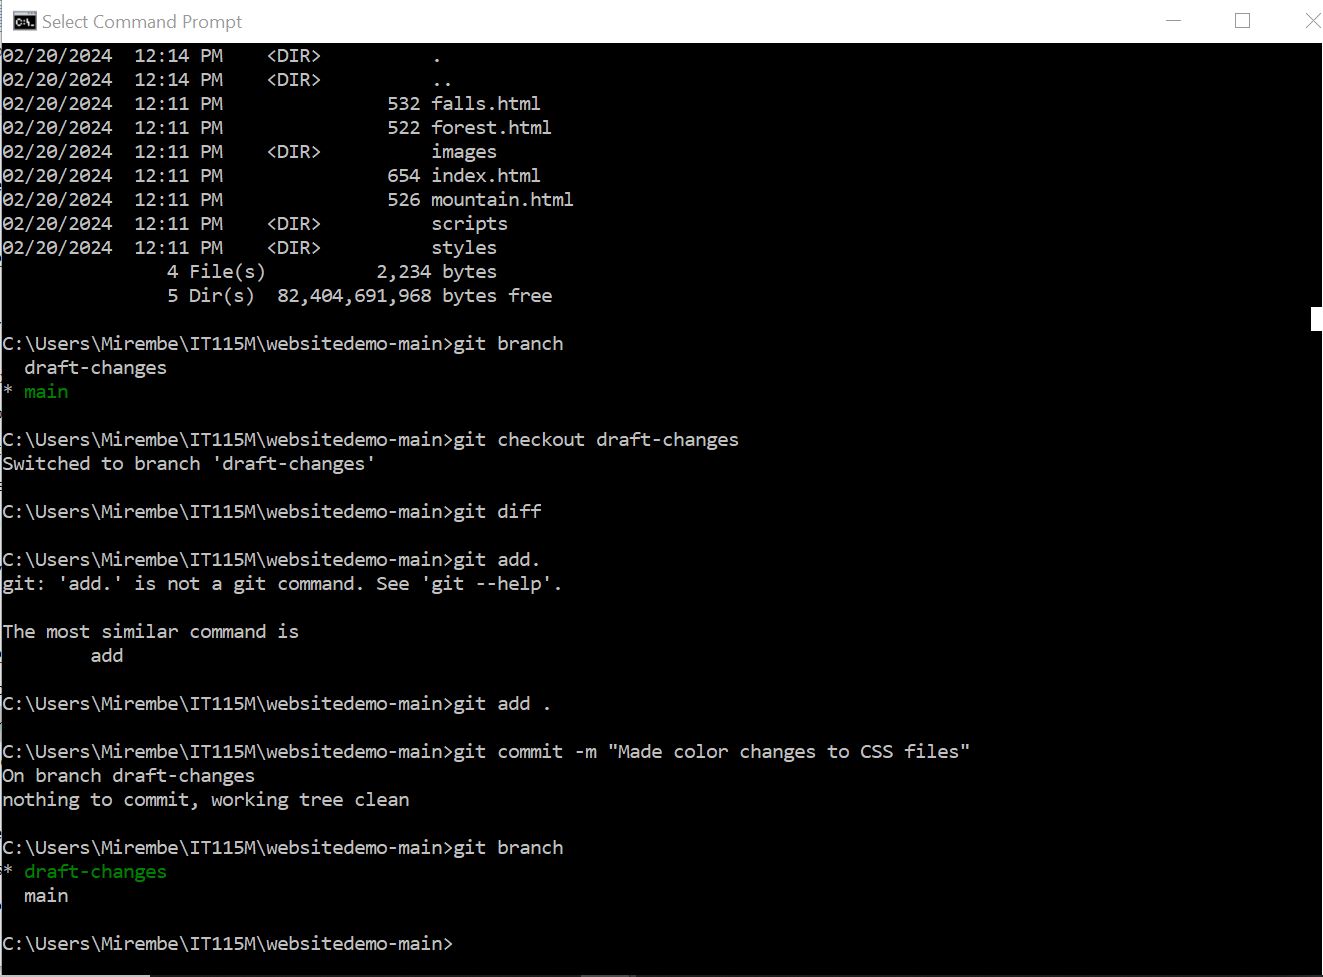 Select Command Prompt
02/20/2024  12:14 PM    <DIR>          .
02/20/2024  12:14 PM    <DIR>          ..
02/20/2024  12:11 PM               532 falls.html
02/20/2024  12:11 PM               522 forest.html
02/20/2024  12:11 PM    <DIR>          images
02/20/2024  12:11 PM               654 index.html
02/20/2024  12:11 PM               526 mountain.html
02/20/2024  12:11 PM    <DIR>          scripts
02/20/2024  12:11 PM    <DIR>          styles
               4 File(s)          2,234 bytes
               5 Dir(s)  82,404,691,968 bytes free
C:\Users\Mirembe\IT115M\websitedemo-main>git branch
  draft-changes
* main
C:\Users\Mirembe\IT115M\websitedemo-main>git checkout draft-changes
Switched to branch 'draft-changes'
C:\Users\Mirembe\IT115M\websitedemo-main>git diff
C:\Users\Mirembe\IT115M\websitedemo-main>git add.
git: 'add.' is not a git command. See 'git --help'.
The most similar command is
        add
C:\Users\Mirembe\IT115M\websitedemo-main>git add .
C:\Users\Mirembe\IT115M\websitedemo-main>git commit -m "Made color changes to CSS files"
On branch draft-changes
nothing to commit, working tree clean
C:\Users\Mirembe\IT115M\websitedemo-main>git branch
* draft-changes
  main
C:\Users\Mirembe\IT115M\websitedemo-main>